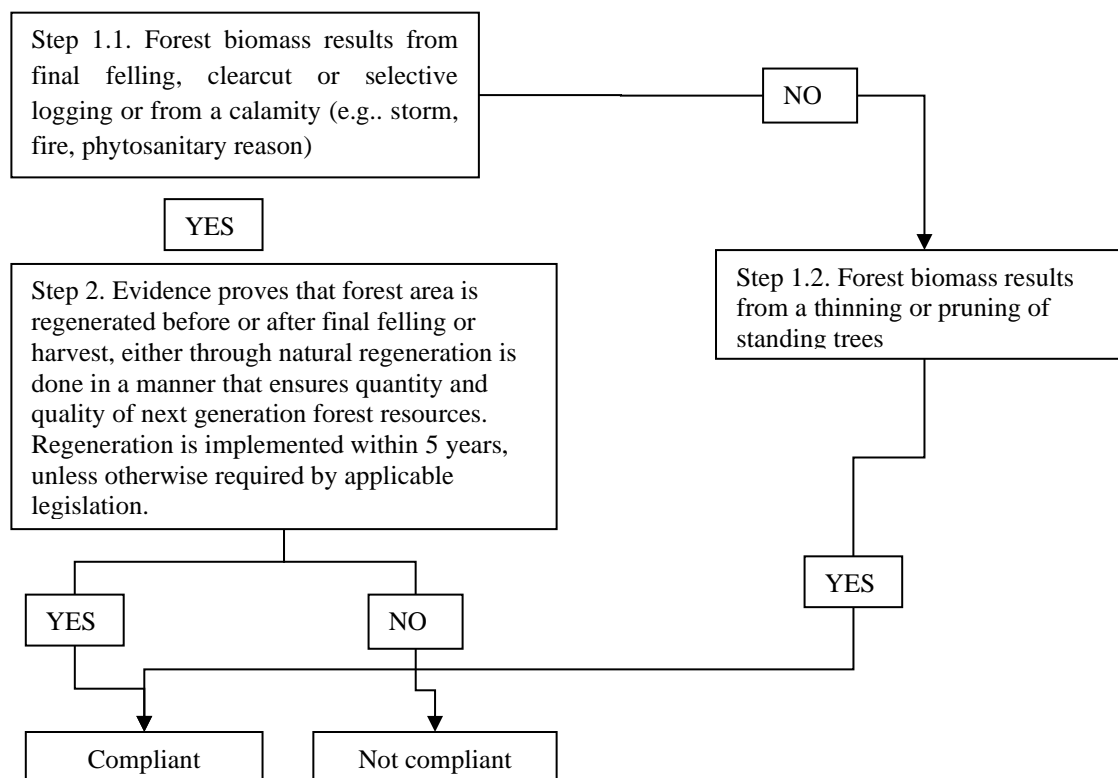 Step 1.1. Forest biomass results from
final felling, clearcut or selective
logging or from a calamity (e.g.. storm,
fire, phytosanitary reason)
NO
YES
Step 1.2. Forest biomass results
from a thinning or pruning of
standing trees
Step 2. Evidence proves that forest area is
regenerated before or after final felling or
harvest, either through natural regeneration is
done in a manner that ensures quantity and
quality of next generation forest resources.
Regeneration is implemented within 5 years,
unless otherwise required by applicable
legislation.
YES
YES
NO
Compliant
Not compliant